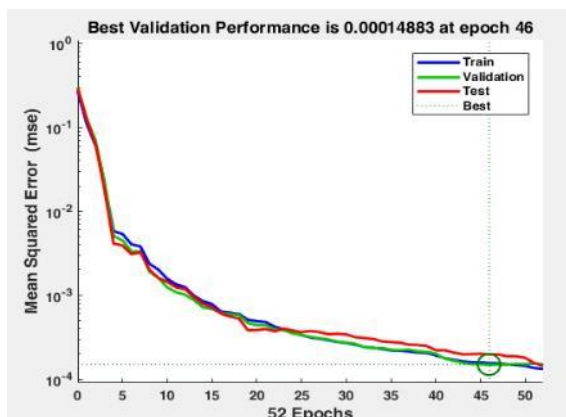 Best Validation Performance is 0.00014883 at epoch 46
Train
Validation
Test
Best
Mean Squared Error (mse)
10^0
10^-1
10^-2
10^-3
10^-4
0 5 10 15 20 25 30 35 40 45 50
52 Epochs